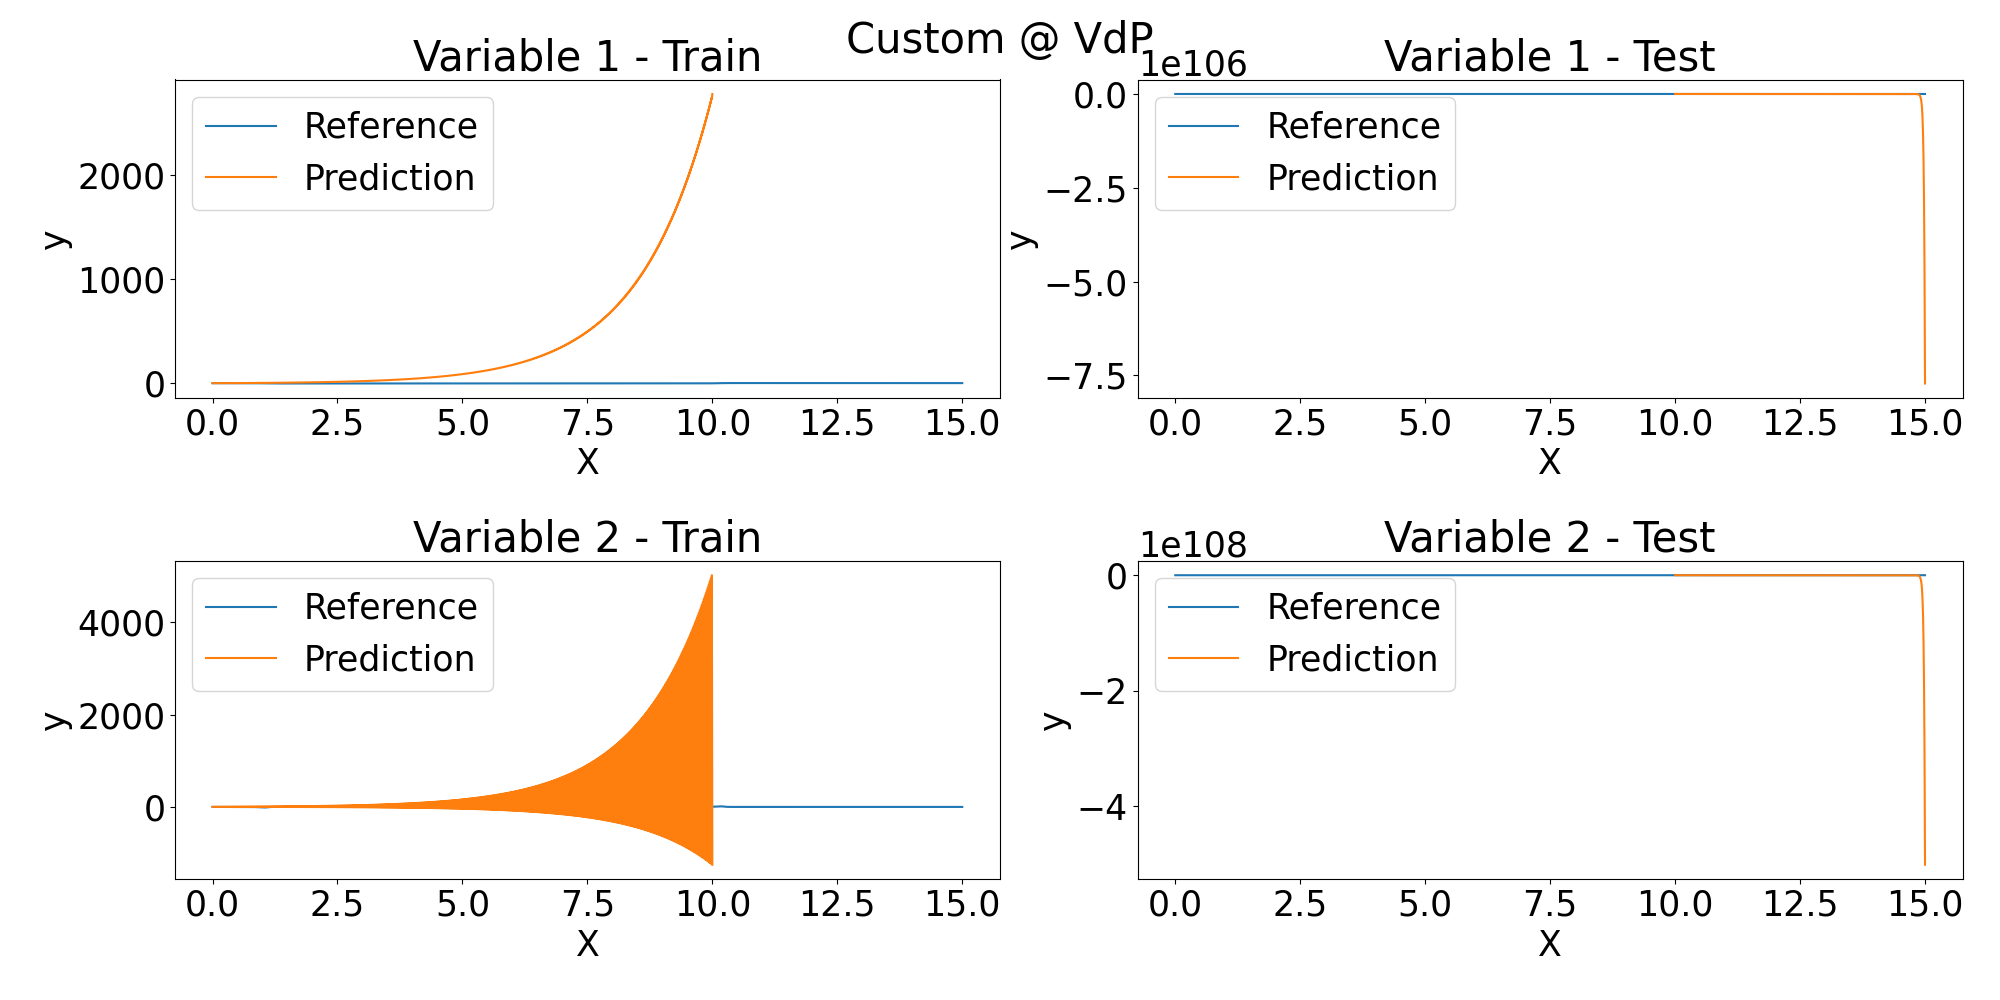 Custom @ VdP
Variable 1 - Train
Reference
Prediction
2000
1000
0
y
0.0 2.5 5.0 7.5 10.0 12.5 15.0
X
Variable 1 - Test
1e106
Reference
Prediction
0.0
−2.5
−5.0
−7.5
y
0.0 2.5 5.0 7.5 10.0 12.5 15.0
X
Variable 2 - Train
Reference
Prediction
4000
2000
0
y
0.0 2.5 5.0 7.5 10.0 12.5 15.0
X
Variable 2 - Test
1e108
Reference
Prediction
0
−2
−4
y
0.0 2.5 5.0 7.5 10.0 12.5 15.0
X